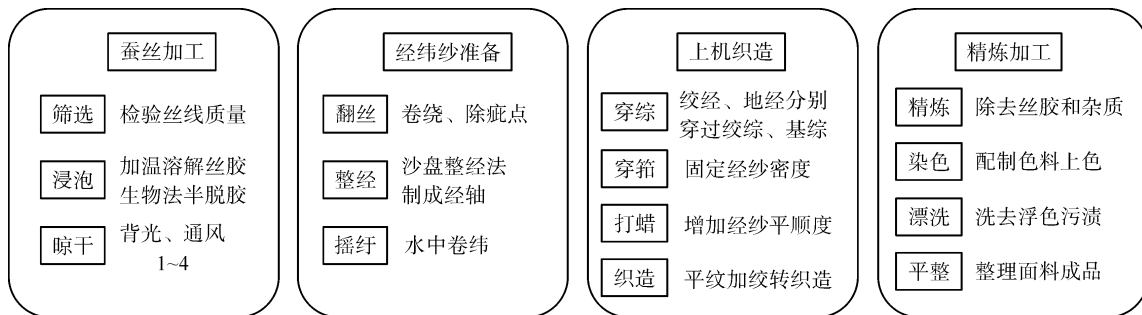 蚕丝加工
筛选 检验丝线质量
浸泡 加温溶解丝胶
生物法半脱胶
晾干 背光、通风
1~4
经纬纱准备
翻丝 卷绕、除疵点
整经 沙盘整经法
制成经轴
摇纡 水中卷纬
上机织造
穿综 绞经、地经分别
穿过绞综、基综
穿筘 固定经纱密度
打蜡 增加经纱平顺度
织造 平纹加绞转织造
精炼加工
精炼 除去丝胶和杂质
染色 配制色料上色
漂洗 洗去浮色污渍
平整 整理面料成品